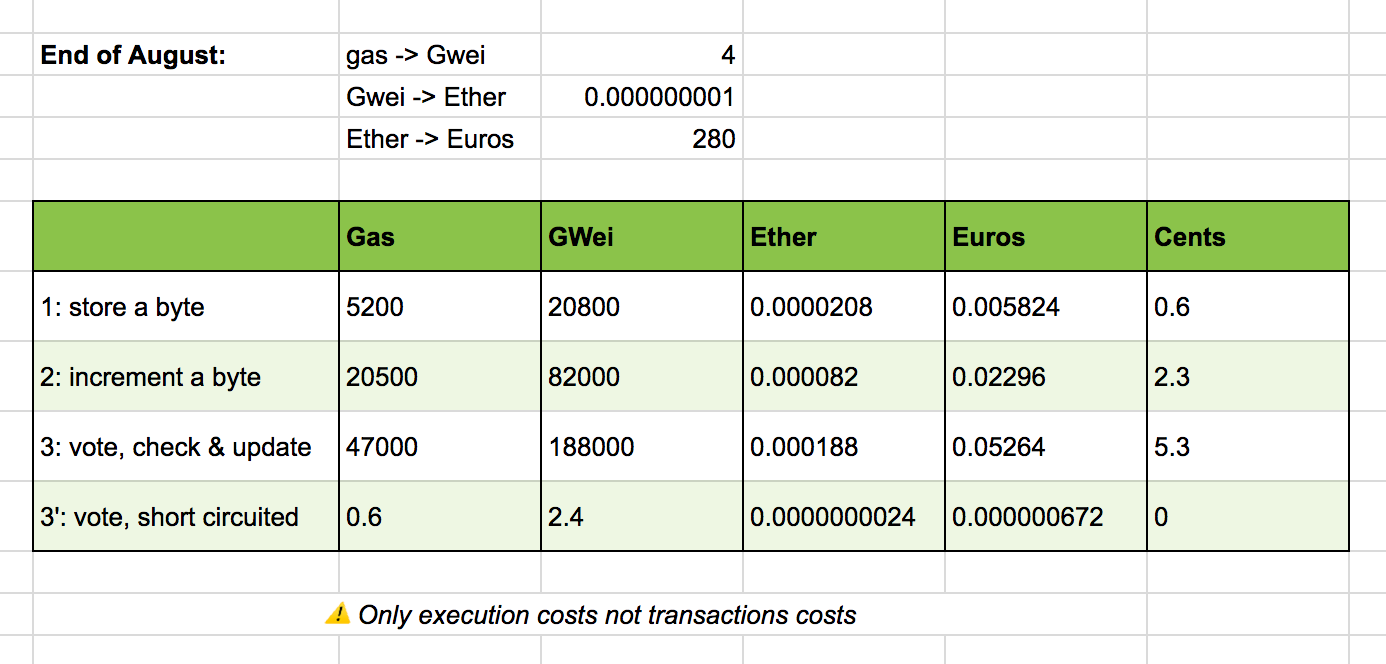 End of August: gas -> Gwei 4
Gwei -> Ether 0.000000001
Ether -> Euros 280
Gas GWei Ether Euros Cents
1: store a byte 5200 20800 0.0000208 0.005824 0.6
2: increment a byte 20500 82000 0.000082 0.02296 2.3
3: vote, check & update 47000 188000 0.000188 0.05264 5.3
3': vote, short circuited 0.6 2.4 0.0000000024 0.000000672 0
⚠ Only execution costs not transactions costs